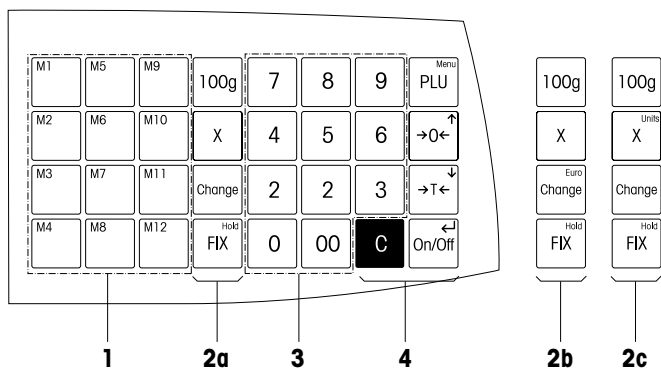 M1 M5 M9 100g 7 8 9 Menu PLU 100g 100g
M2 M6 M10 X 4 5 6 →0← ↑ X Units X
M3 M7 M11 Change 2 2 3 →T← ↓ Euro Change Change
M4 M8 M12 Hold FIX 0 00 C ↵ On/Off Hold FIX Hold FIX
1 2a 3 4 2b 2c